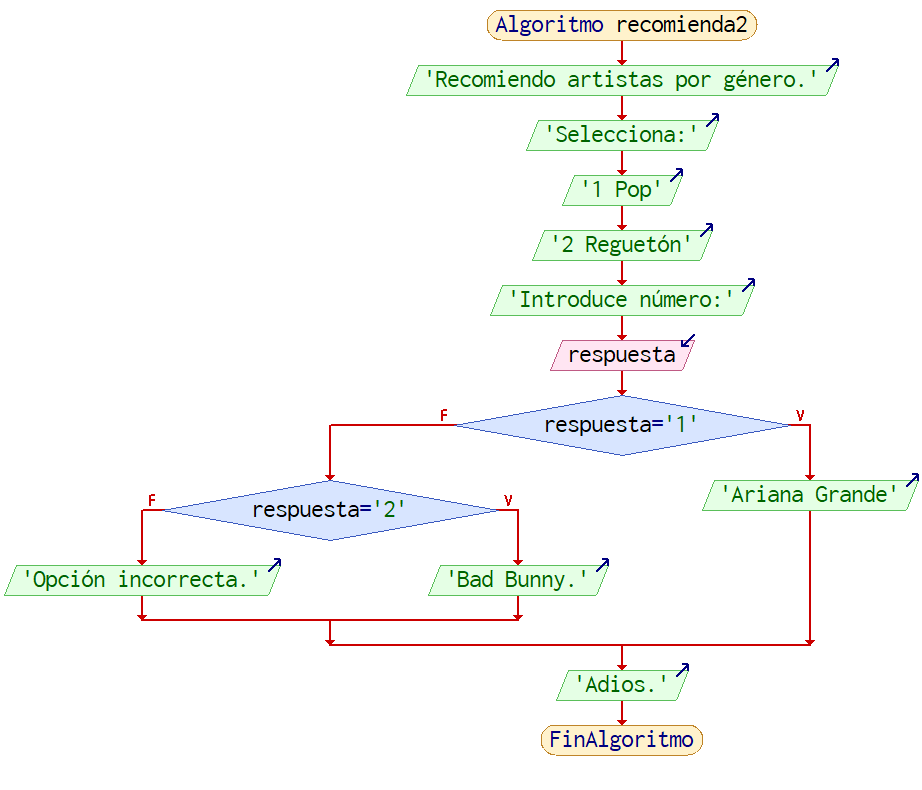 Algoritmo recomienda2
'Recomiendo artistas por género.'
'Selecciona:'
'1 Pop'
'2 Reguetón'
'Introduce número:'
respuesta
F
respuesta='1'
V
F
respuesta='2'
V
'Ariana Grande'
'Opción incorrecta.'
'Bad Bunny.'
'Adios.'
FinAlgoritmo